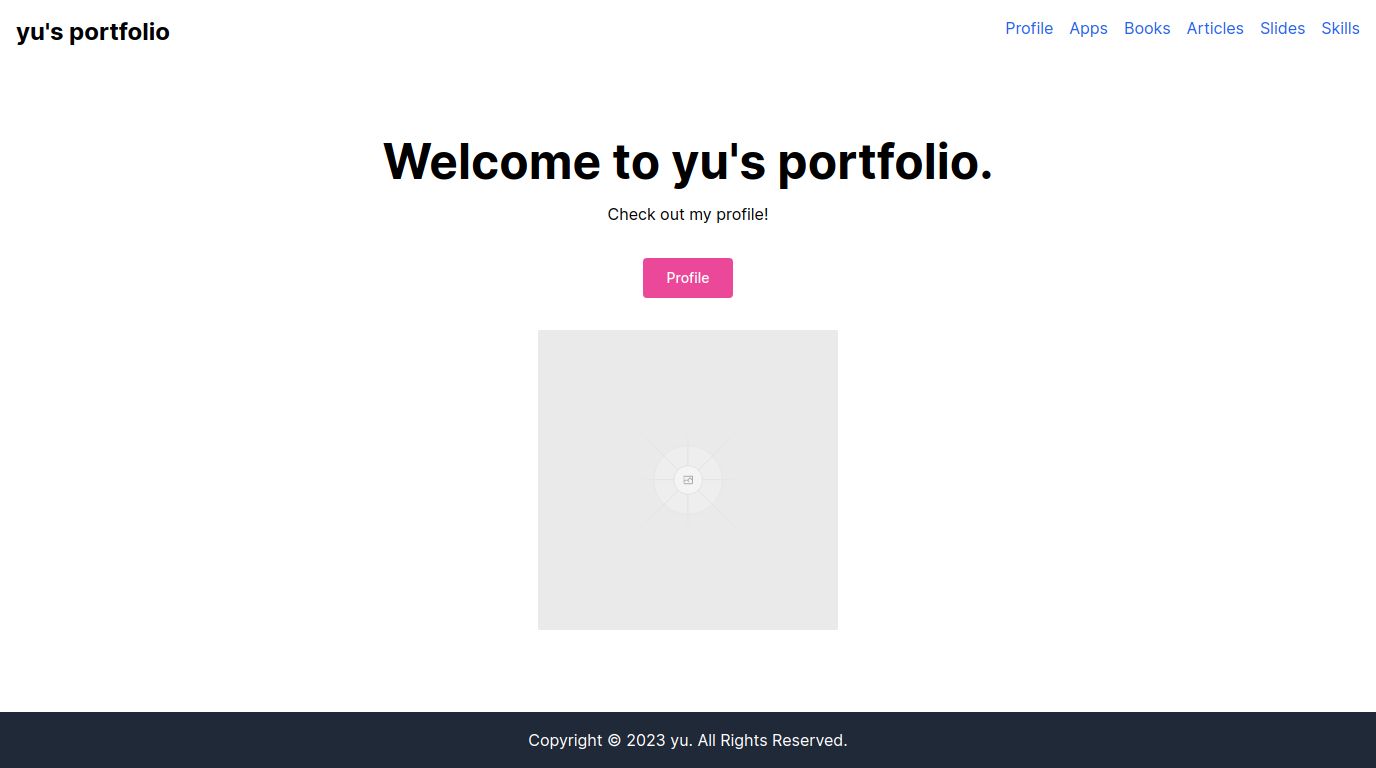 yu's portfolio
Profile Apps Books Articles Slides Skills
Welcome to yu's portfolio.
Check out my profile!
Profile
Copyright © 2023 yu. All Rights Reserved.